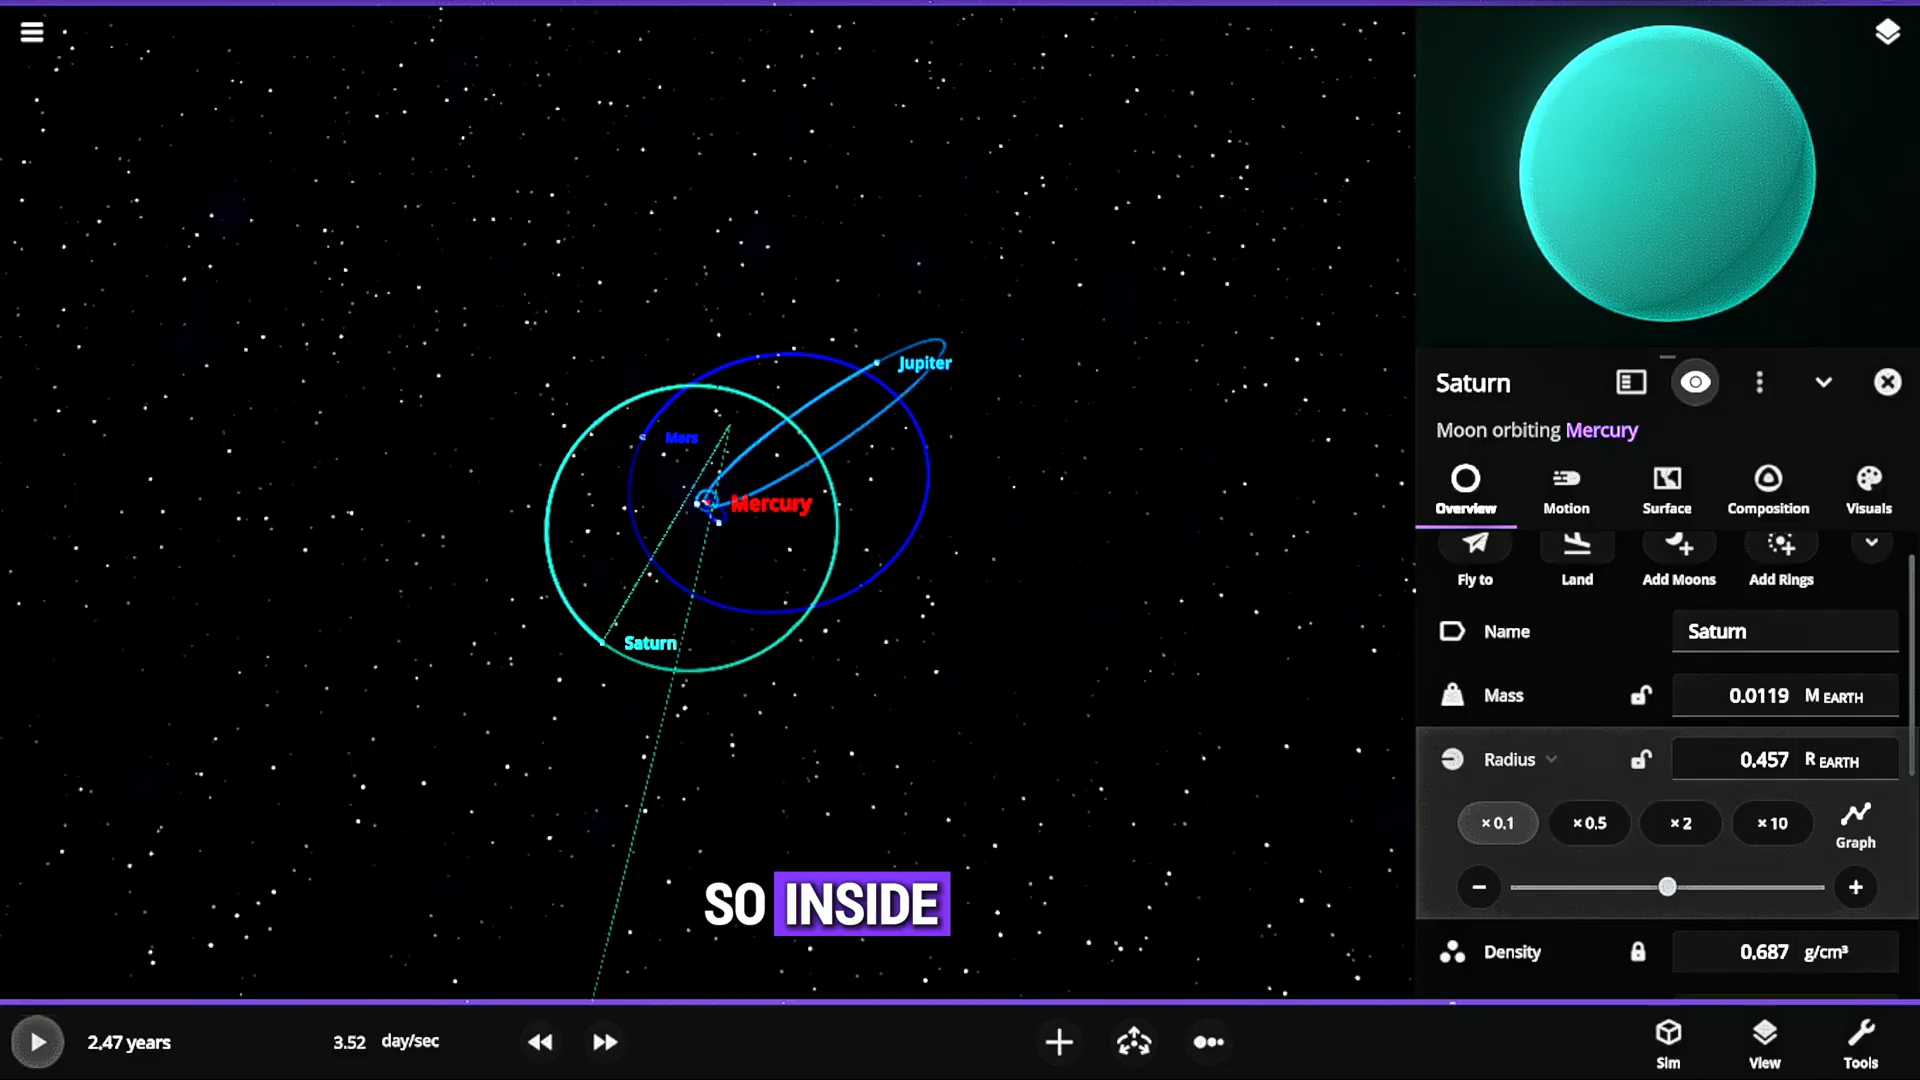 Jupiter
Mars
Mercury
Saturn
SO INSIDE
Saturn
Moon orbiting Mercury
Overview Motion Surface Composition Visuals
Fly to Land Add Moons Add Rings
Name Saturn
Mass 0.0119 M EARTH
Radius 0.457 R EARTH
× 0.1 × 0.5 × 2 × 10 Graph
Density 0.687 g/cm³
2.47 years 3.52 day/sec Sim View Tools